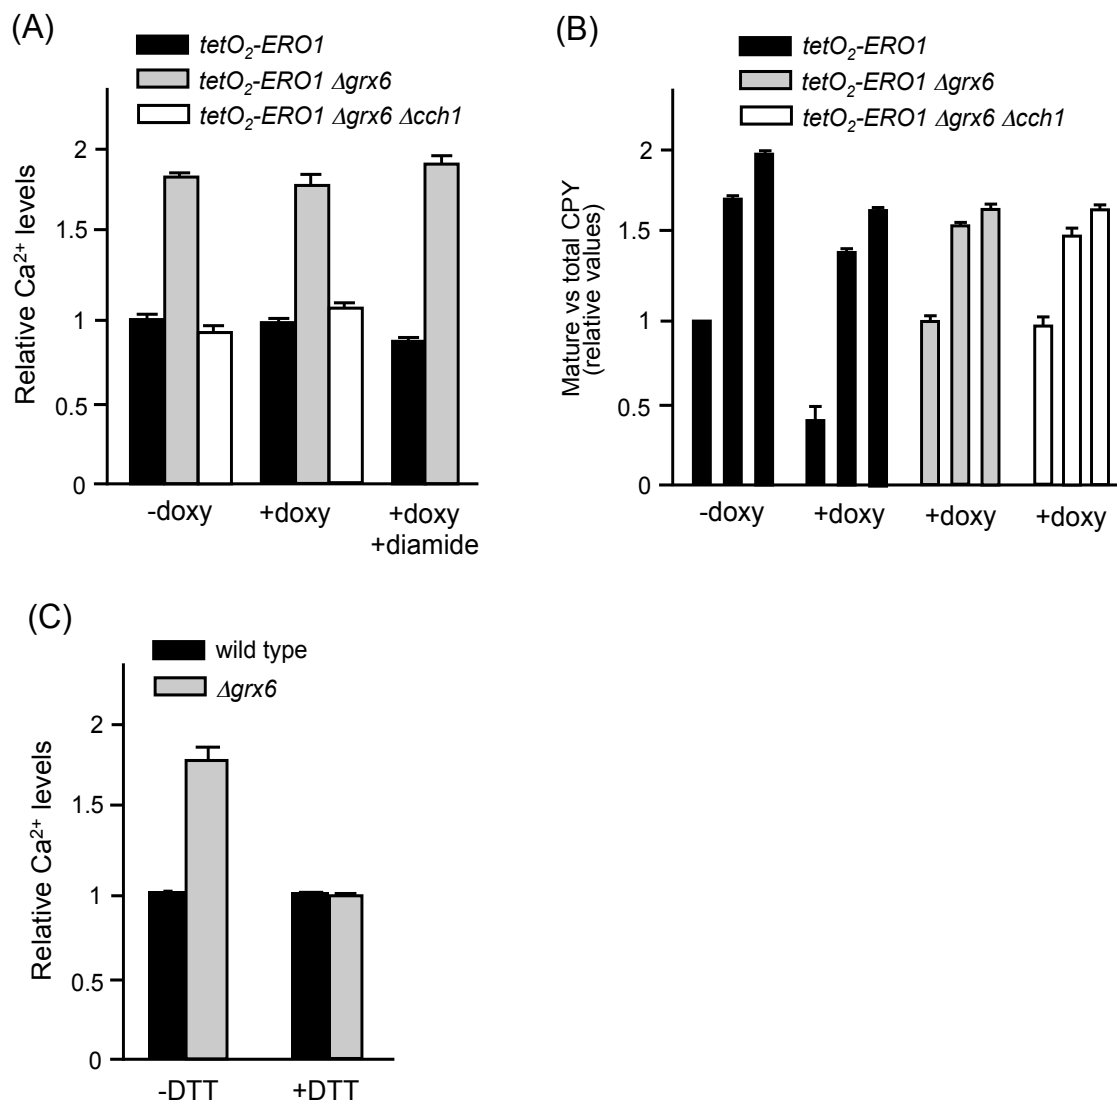 (A)
tetO₂-ERO1
tetO₂-ERO1 Δgrx6
tetO₂-ERO1 Δgrx6 Δcch1
Relative Ca²⁺ levels
2
1.5
1
0.5
0
-doxy
+doxy
+doxy
+diamide
(B)
tetO₂-ERO1
tetO₂-ERO1 Δgrx6
tetO₂-ERO1 Δgrx6 Δcch1
Mature vs total CPY
(relative values)
2
1.5
1
0.5
0
-doxy
+doxy
+doxy
+doxy
(C)
wild type
Δgrx6
Relative Ca²⁺ levels
2
1.5
1
0.5
0
-DTT
+DTT